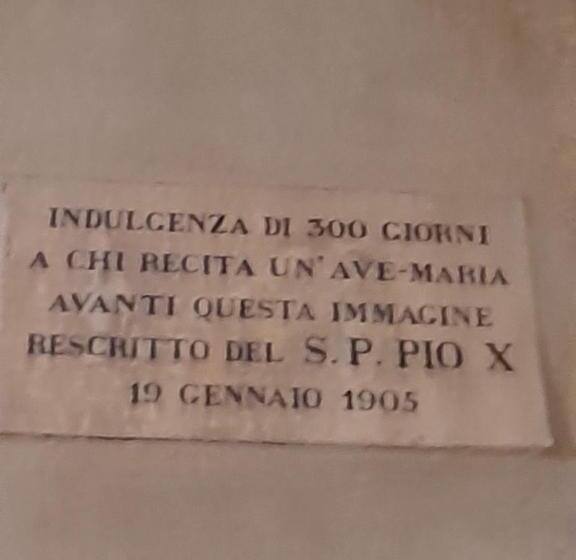 INDULGENZA DI 300 GIORNI
A CHI RECITA UN' AVE-MARIA
AVANTI QUESTA IMMAGINE
RESCRITTO DEL S. P. PIO X
19 GENNAIO 1905